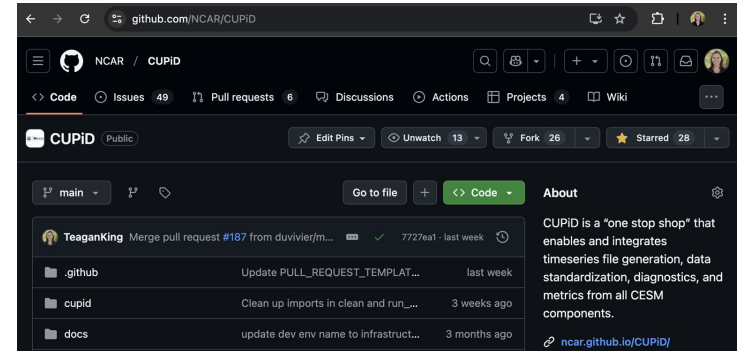 github.com/NCAR/CUPiD
NCAR / CUPiD
Code Issues 49 Pull requests 6 Discussions Actions Projects 4 Wiki
CUPiD Public Edit Pins Unwatch 13 Fork 26 Starred 28
main Go to file + Code About
TeaganKing Merge pull request #187 from duvivier/m... 7727ea1 · last week
.github Update PULL_REQUEST_TEMPLAT... last week
cupid Clean up imports in clean and run_... 3 weeks ago
docs update dev env name to infrastruct... 3 months ago
CUPiD is a “one stop shop” that
enables and integrates
timeseries file generation, data
standardization, diagnostics, and
metrics from all CESM
components.
ncar.github.io/CUPiD/